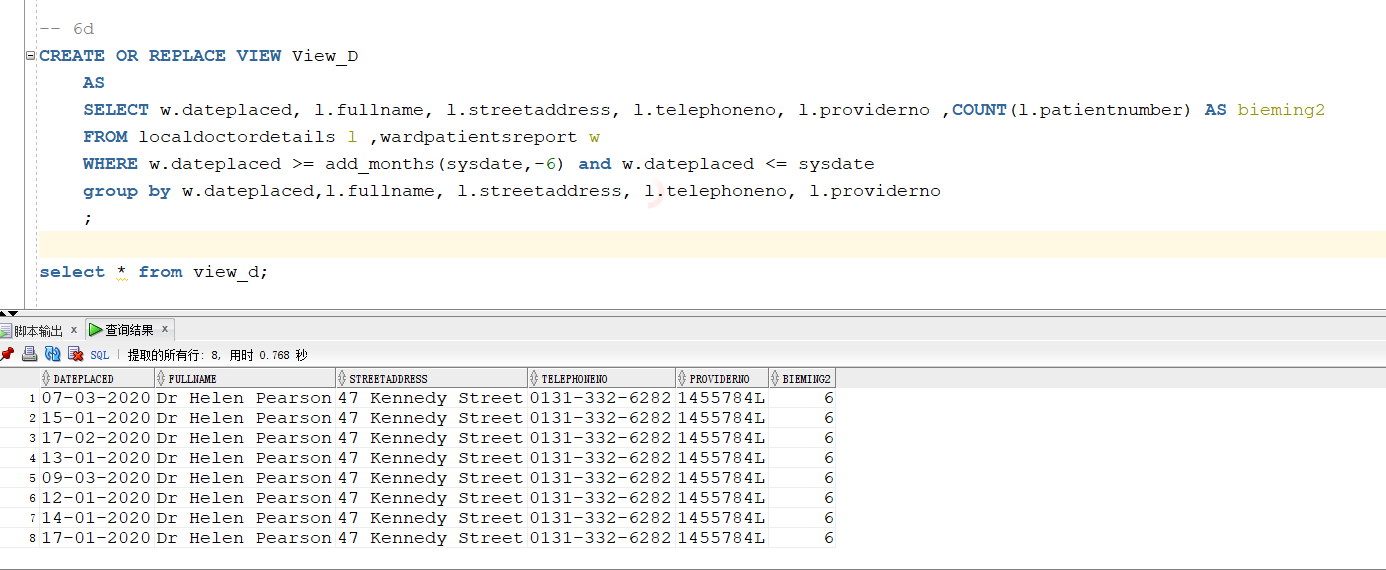 -- 6d
CREATE OR REPLACE VIEW View_D
AS
SELECT w.dateplaced, l.fullname, l.streetaddress, l.telephoneno, l.providerno ,COUNT(l.patientnumber) AS bieming2
FROM localdoctordetails l ,wardpatientsreport w
WHERE w.dateplaced >= add_months(sysdate,-6) and w.dateplaced <= sysdate
group by w.dateplaced,l.fullname, l.streetaddress, l.telephoneno, l.providerno
;
select * from view_d;
脚本输出 x 查询结果 x
SQL | 提取的所有行: 8, 用时 0.768 秒
DATEPLACED FULLNAME STREETADDRESS TELEPHONENO PROVIDERNO BIEMING2
1 07-03-2020 Dr Helen Pearson 47 Kennedy Street 0131-332-6282 1455784L 6
2 15-01-2020 Dr Helen Pearson 47 Kennedy Street 0131-332-6282 1455784L 6
3 17-02-2020 Dr Helen Pearson 47 Kennedy Street 0131-332-6282 1455784L 6
4 13-01-2020 Dr Helen Pearson 47 Kennedy Street 0131-332-6282 1455784L 6
5 09-03-2020 Dr Helen Pearson 47 Kennedy Street 0131-332-6282 1455784L 6
6 12-01-2020 Dr Helen Pearson 47 Kennedy Street 0131-332-6282 1455784L 6
7 14-01-2020 Dr Helen Pearson 47 Kennedy Street 0131-332-6282 1455784L 6
8 17-01-2020 Dr Helen Pearson 47 Kennedy Street 0131-332-6282 1455784L 6